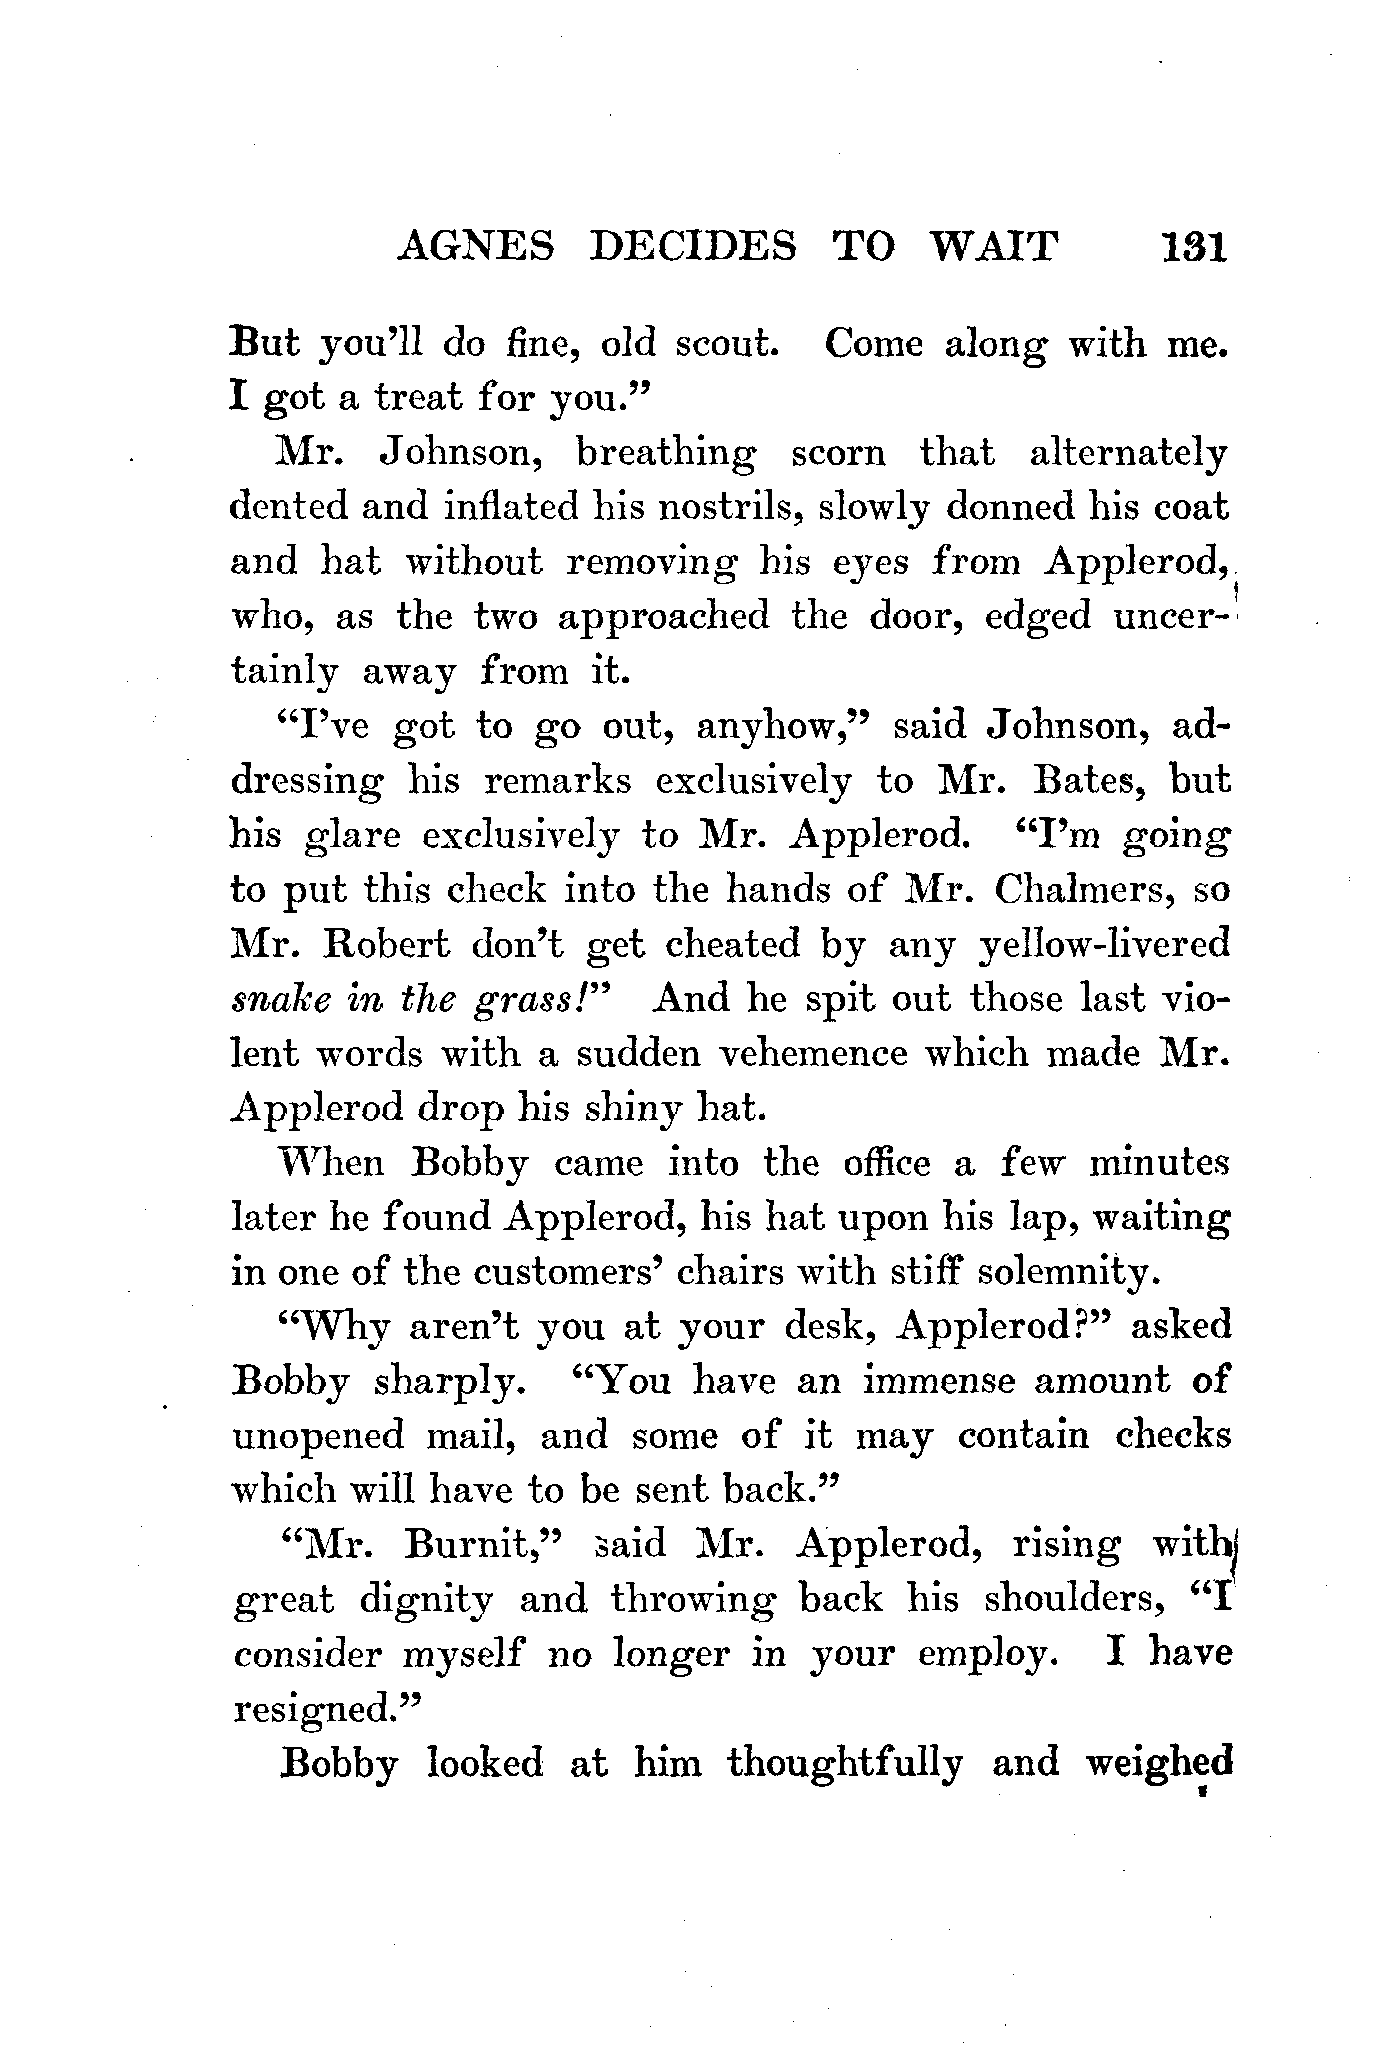 AGNES DECIDES TO WAIT 131
But you'll do fine, old scout. Come along with me.
I got a treat for you."
Mr. Johnson, breathing scorn that alternately
dented and inflated his nostrils, slowly donned his coat
and hat without removing his eyes from Applerod,
who, as the two approached the door, edged uncer-
tainly away from it.
"I've got to go out, anyhow," said Johnson, ad-
dressing his remarks exclusively to Mr. Bates, but
his glare exclusively to Mr. Applerod. "I'm going
to put this check into the hands of Mr. Chalmers, so
Mr. Robert don't get cheated by any yellow-livered
snake in the grass!" And he spit out those last vio-
lent words with a sudden vehemence which made Mr.
Applerod drop his shiny hat.
When Bobby came into the office a few minutes
later he found Applerod, his hat upon his lap, waiting
in one of the customers' chairs with stiff solemnity.
"Why aren't you at your desk, Applerod?" asked
Bobby sharply. "You have an immense amount of
unopened mail, and some of it may contain checks
which will have to be sent back."
"Mr. Burnit," said Mr. Applerod, rising with
great dignity and throwing back his shoulders, "I
consider myself no longer in your employ. I have
resigned."
Bobby looked at him thoughtfully and weighed